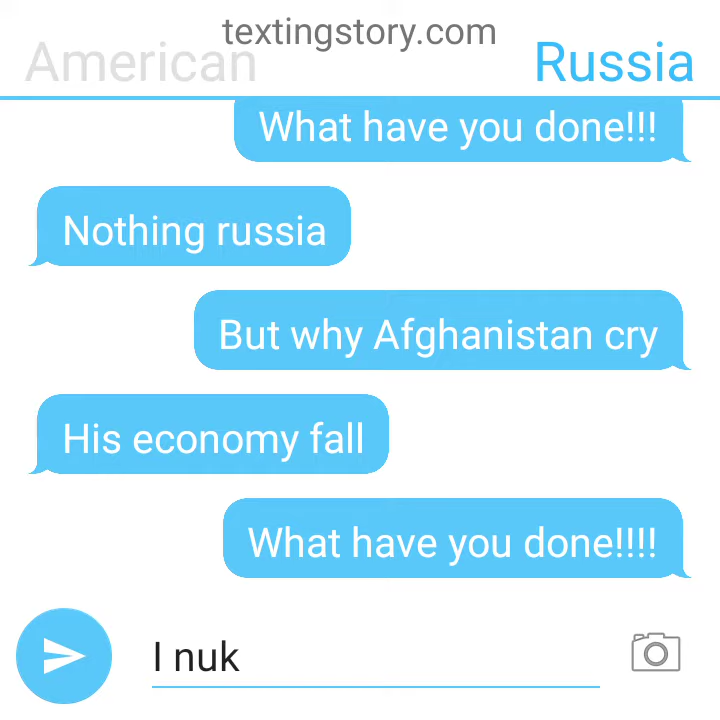 textingstory.com
American
Russia
What have you done!!!
Nothing russia
But why Afghanistan cry
His economy fall
What have you done!!!!
I nuk